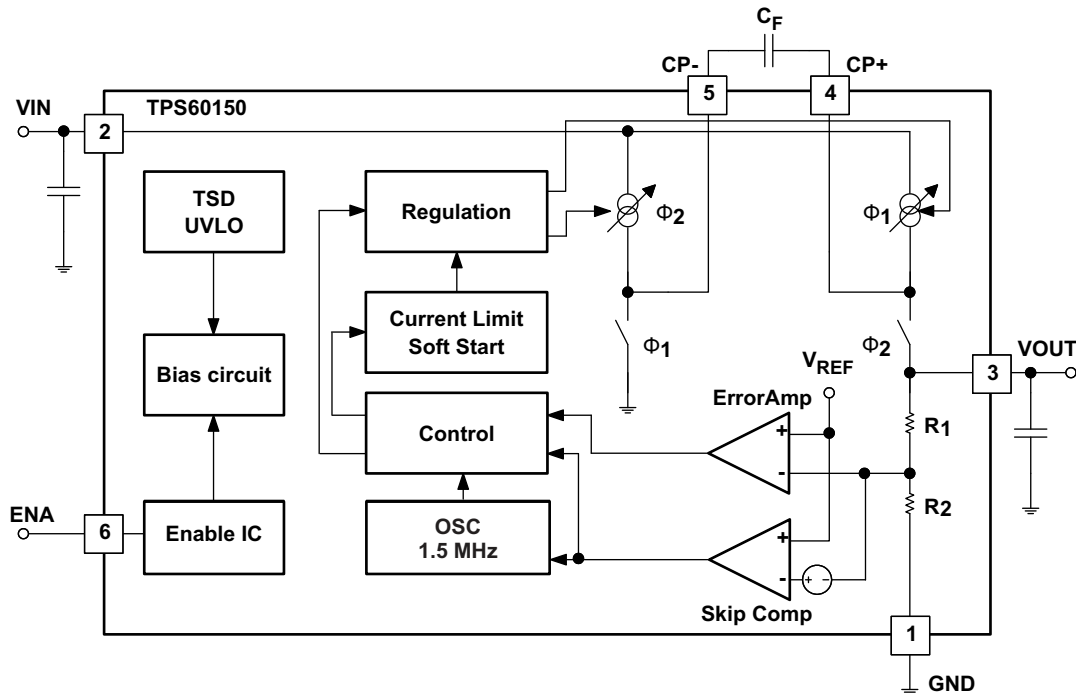 CF
CP-
CP+
5
4
VIN
TPS60150
2
TSD
UVLO
Regulation
Φ2
Φ1
Current Limit
Soft Start
Φ1
Φ2
VOUT
3
Bias circuit
VREF
ErrorAmp
Control
+
-
R1
R2
ENA
6
Enable IC
OSC
1.5 MHz
+
-
+ -
Skip Comp
1
GND